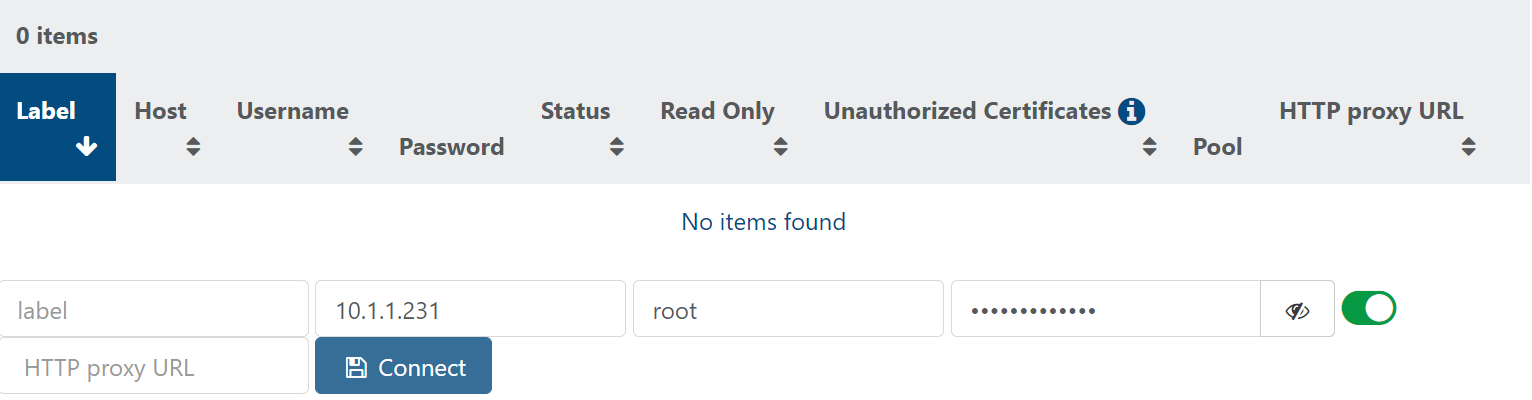 0 items
Label Host Username Password Status Read Only Unauthorized Certificates Pool HTTP proxy URL
No items found
label 10.1.1.231 root •••••••••••••
HTTP proxy URL Connect